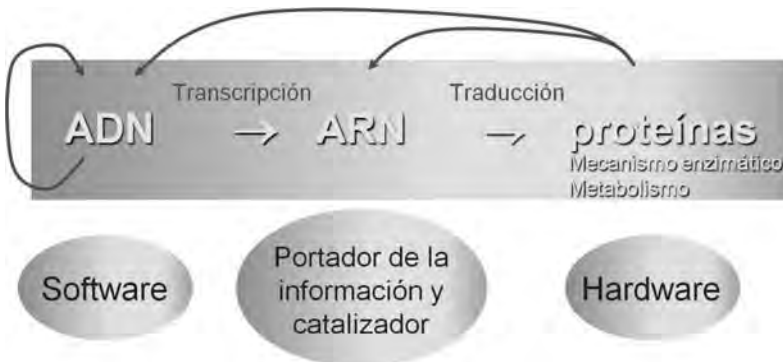 Transcripción
Traducción
ADN → ARN → proteínas
Mecanismo enzimático
Metabolismo
Software
Portador de la
información y
catalizador
Hardware